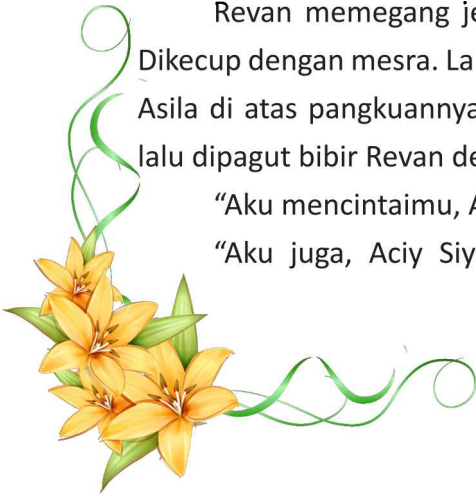 Revan memegang je
Dikecup dengan mesra. La
Asila di atas pangkuannya
lalu dipagut bibir Revan de
“Aku mencintaimu, A
“Aku juga, Aciy Siy